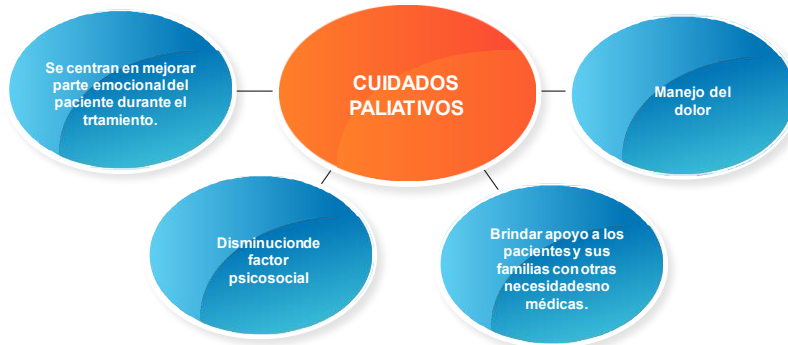 CUIDADOS
PALIATIVOS
Se centran en mejorar
parte emocional del
paciente durante el
trtamiento.
Manejo del
dolor
Disminucionde
factor
psicosocial
Brindar apoyo a los
pacientes y sus
familias con otras
necesidadesno
médicas.